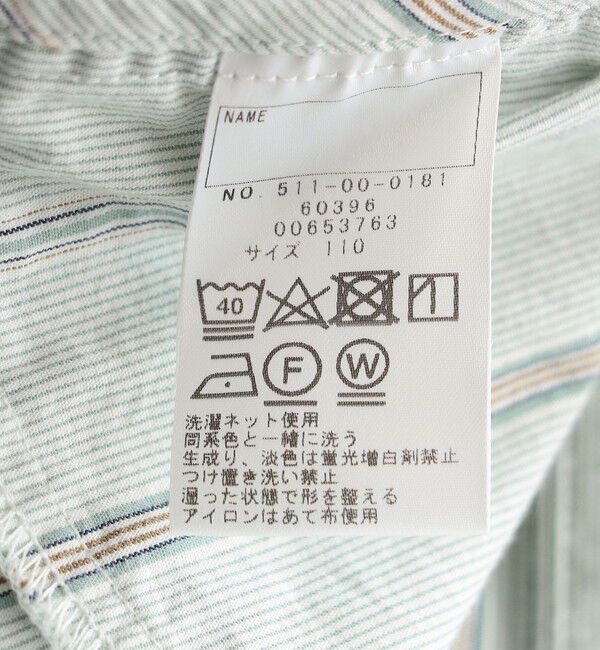 NAME
NO. 511-00-0181
60396
00653763
サイズ 110
40
F W
洗濯ネット使用
同系色と一緒に洗う
生成り、淡色は蛍光増白剤禁止
つけ置き洗い禁止
湿った状態で形を整える
アイロンはあて布使用